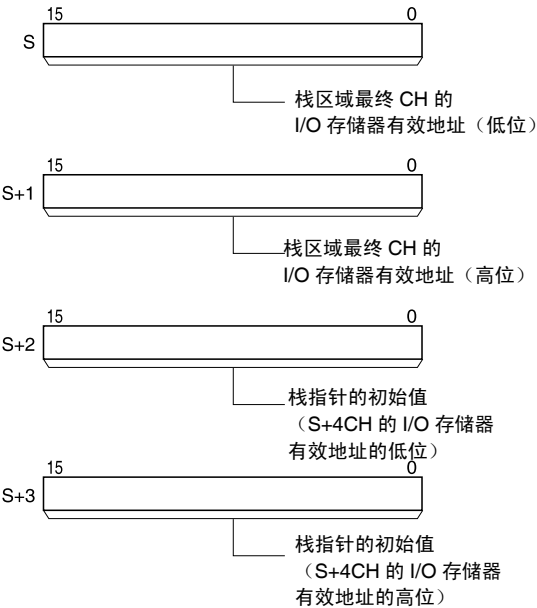 15 0
S
栈区域最终 CH 的
I/O 存储器有效地址（低位）
15 0
S+1
栈区域最终 CH 的
I/O 存储器有效地址（高位）
15 0
S+2
栈指针的初始值
（S+4CH 的 I/O 存储器
有效地址的低位）
15 0
S+3
栈指针的初始值
（S+4CH 的 I/O 存储器
有效地址的高位）